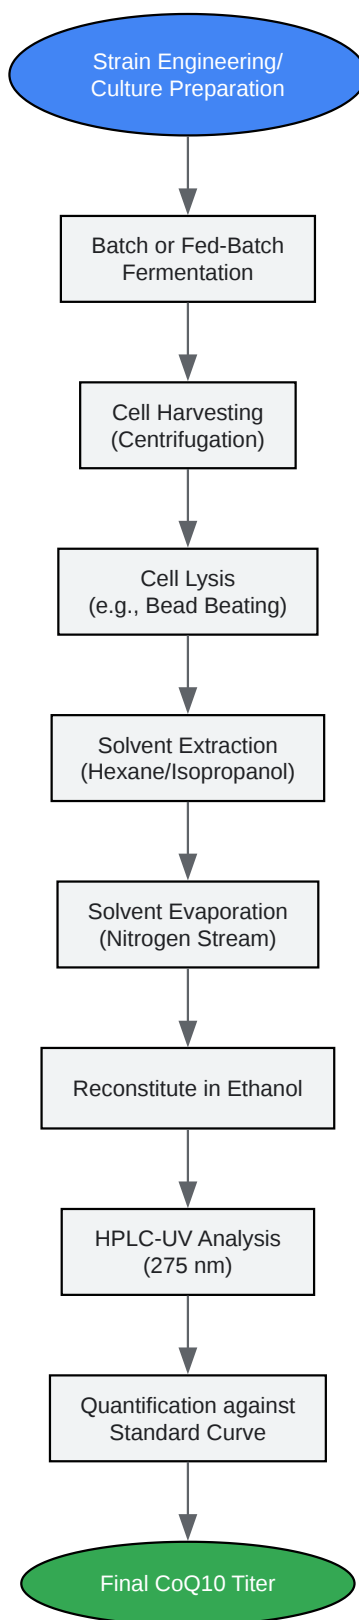 Strain Engineering/
Culture Preparation
Batch or Fed-Batch
Fermentation
Cell Harvesting
(Centrifugation)
Cell Lysis
(e.g., Bead Beating)
Solvent Extraction
(Hexane/Isopropanol)
Solvent Evaporation
(Nitrogen Stream)
Reconstitute in Ethanol
HPLC-UV Analysis
(275 nm)
Quantification against
Standard Curve
Final CoQ10 Titer